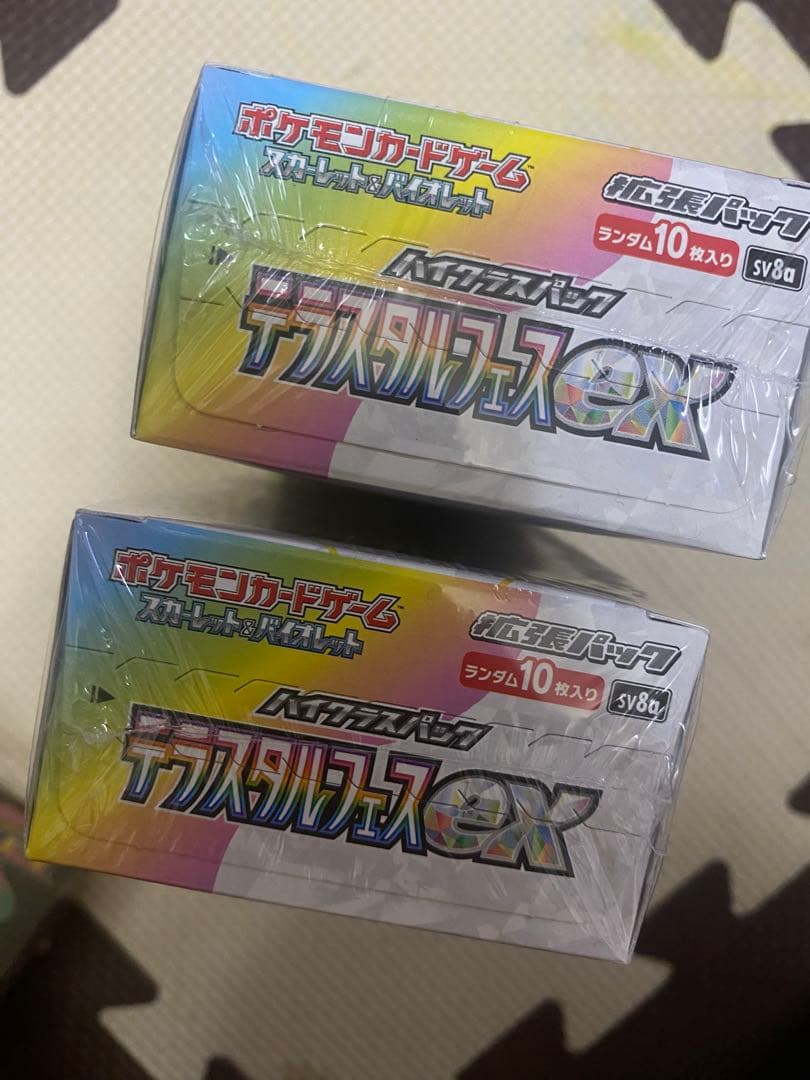 ポケモンカードゲーム™
スカーレット&バイオレット
拡張パック
ランダム10枚入り
sv8a
ハイクラスパック
テラスタルフェスex
ポケモンカードゲーム™
スカーレット&バイオレット
拡張パック
ランダム10枚入り
sv8a
ハイクラスパック
テラスタルフェスex